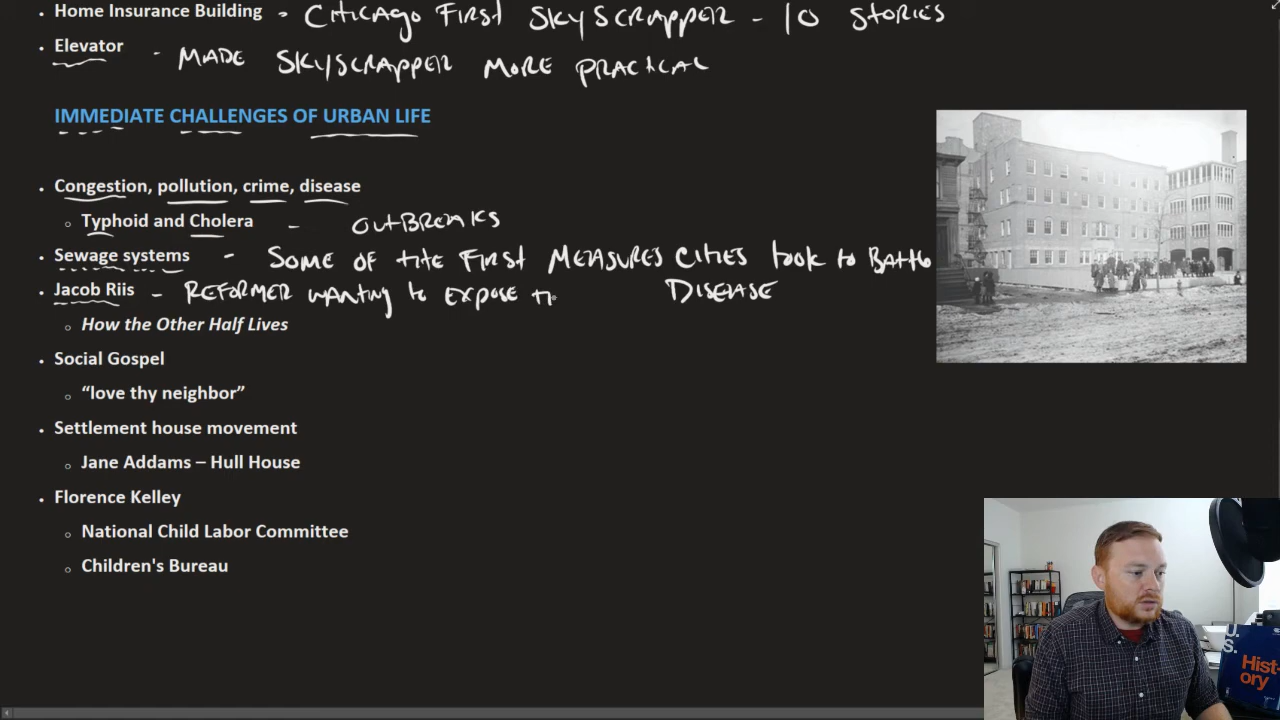 Home Insurance Building - CHICAGO FIRST SKYSCRAPPER - 10 STORIES
Elevator - MADE SKYSCRAPPER MORE PRACTICAL
IMMEDIATE CHALLENGES OF URBAN LIFE
Congestion, pollution, crime, disease
Typhoid and Cholera - OUTBREAKS
Sewage systems - SOME OF THE FIRST MEASURES CITIES took to BATTLE
DISEASE
Jacob Riis - REFORMER WANTING to EXPOSE
How the Other Half Lives
Social Gospel
“love thy neighbor”
Settlement house movement
Jane Addams – Hull House
Florence Kelley
National Child Labor Committee
Children's Bureau
U.
S.
Hist-
ory